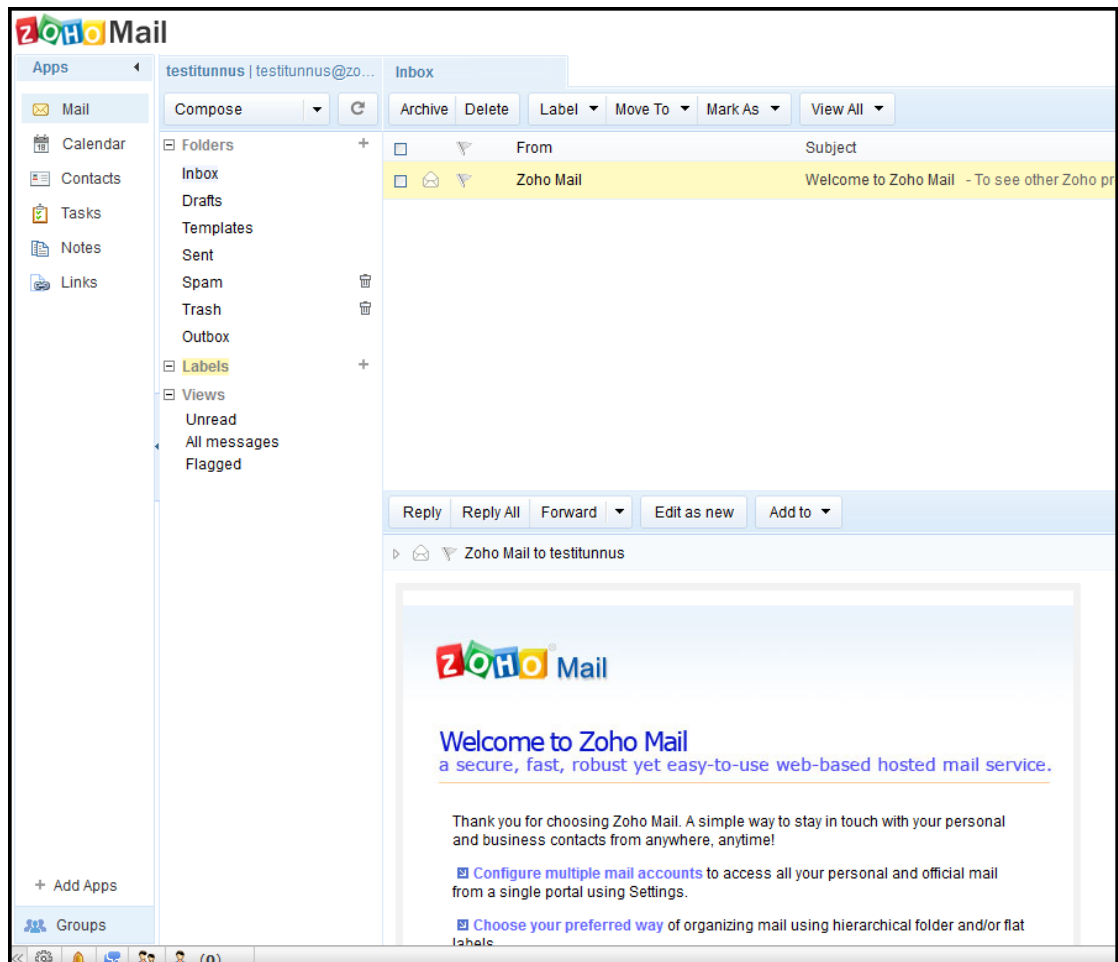 ZOHO Mail
Apps
Mail
18
Calendar
Contacts
Tasks
Notes
Links
+ Add Apps
Groups
testitunnus | testitunnus@zo...
Compose
Folders +
Inbox
Drafts
Templates
Sent
Spam
Trash
Outbox
Labels +
Views
Unread
All messages
Flagged
Inbox
Archive Delete Label Move To Mark As View All
From Subject
Zoho Mail Welcome to Zoho Mail - To see other Zoho pr
Reply Reply All Forward Edit as new Add to
Zoho Mail to testitunnus
ZOHO® Mail
Welcome to Zoho Mail
a secure, fast, robust yet easy-to-use web-based hosted mail service.
Thank you for choosing Zoho Mail. A simple way to stay in touch with your personal
and business contacts from anywhere, anytime!
Configure multiple mail accounts to access all your personal and official mail
from a single portal using Settings.
Choose your preferred way of organizing mail using hierarchical folder and/or flat
labels
(0)